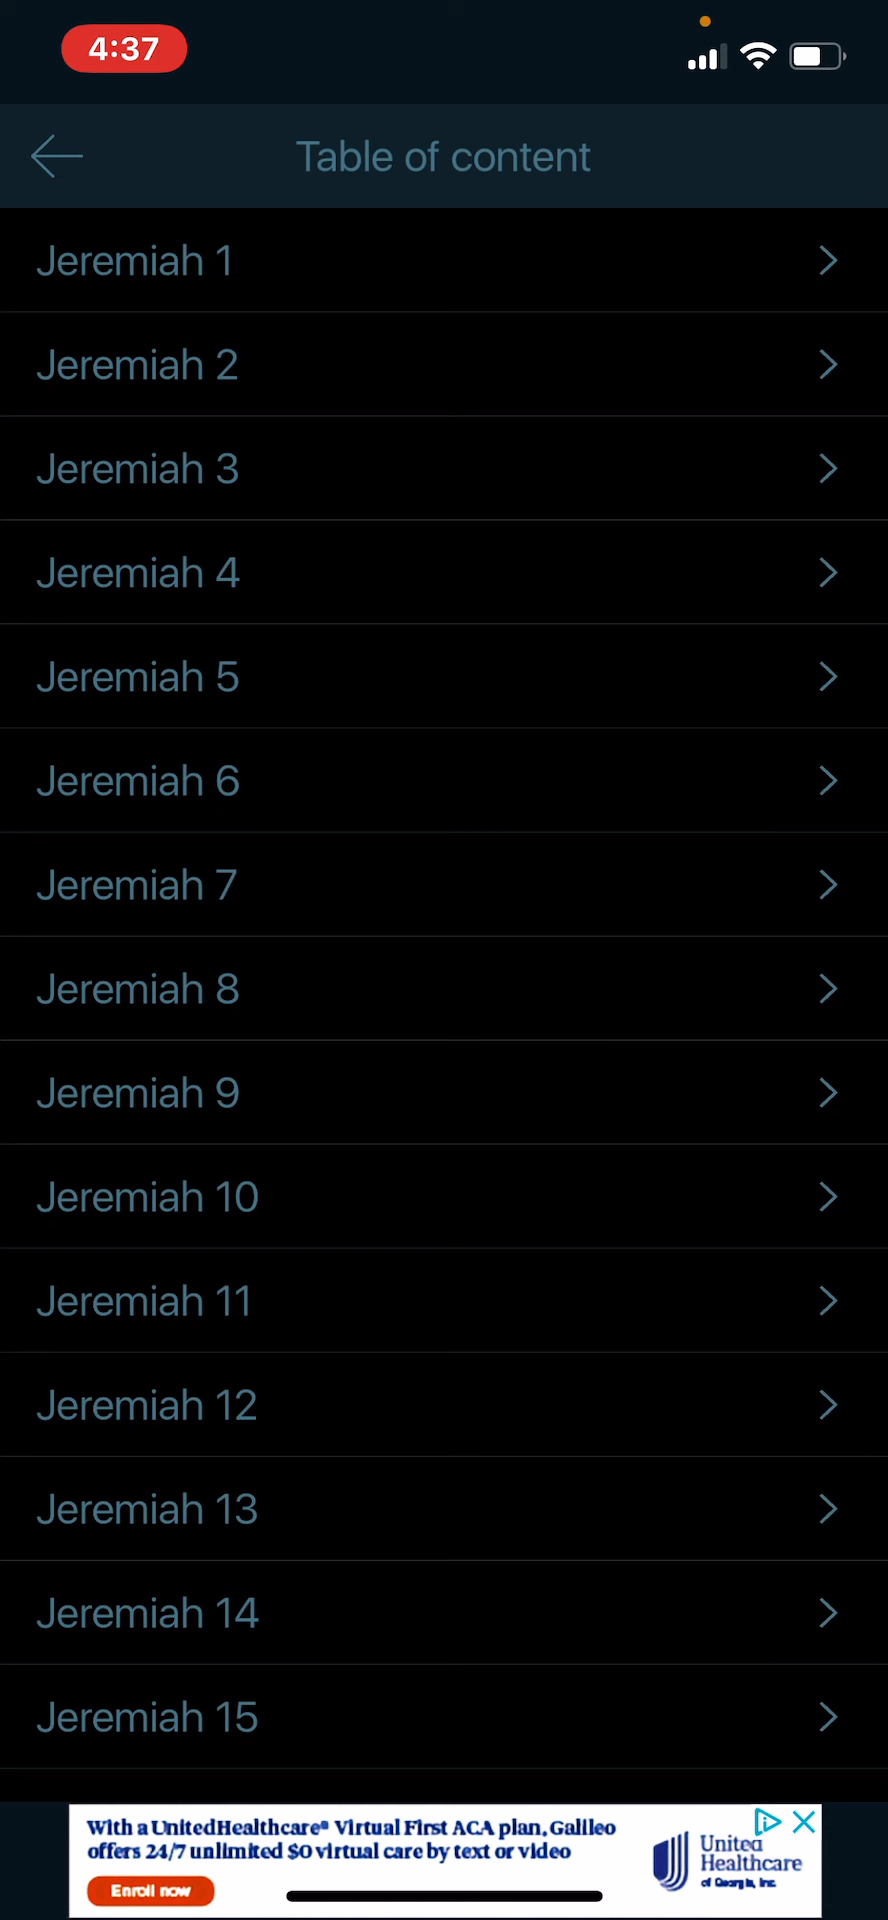 4:37
Table of content
Jeremiah 1
Jeremiah 2
Jeremiah 3
Jeremiah 4
Jeremiah 5
Jeremiah 6
Jeremiah 7
Jeremiah 8
Jeremiah 9
Jeremiah 10
Jeremiah 11
Jeremiah 12
Jeremiah 13
Jeremiah 14
Jeremiah 15
With a UnitedHealthcare® Virtual First ACA plan, Galileo
offers 24/7 unlimited $0 virtual care by text or video
Enroll now
United
Healthcare
of Georgia, Inc.